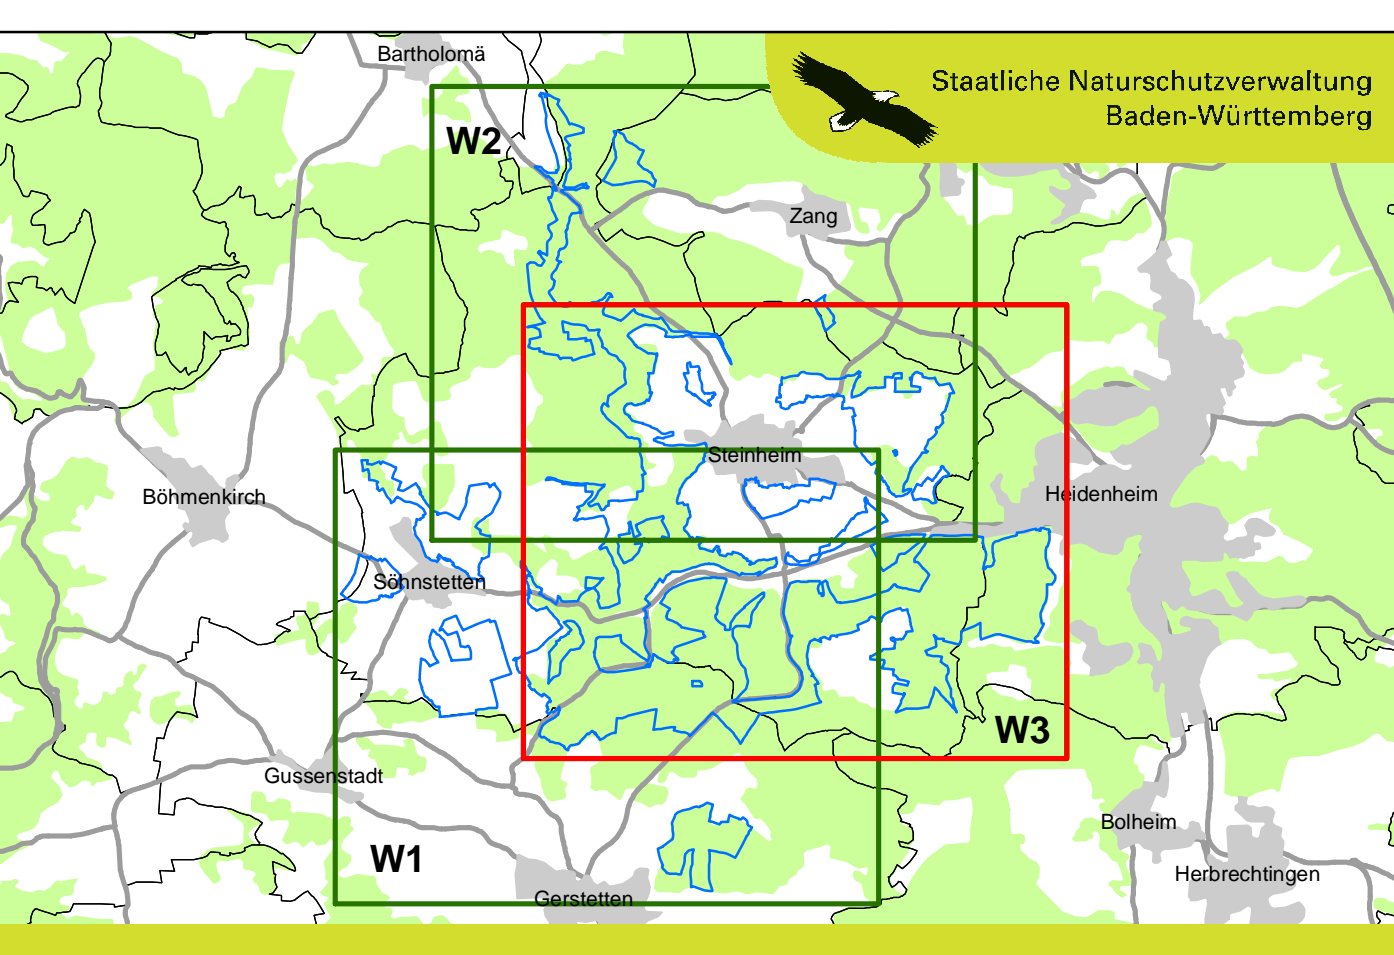 Bartholomä
Staatliche Naturschutzverwaltung
Baden-Württemberg
W2
Zang
Steinheim
Böhmenkirch
Heidenheim
Söhnstetten
W3
Gussenstadt
Bolheim
W1
Herbrechtingen
Gerstetten